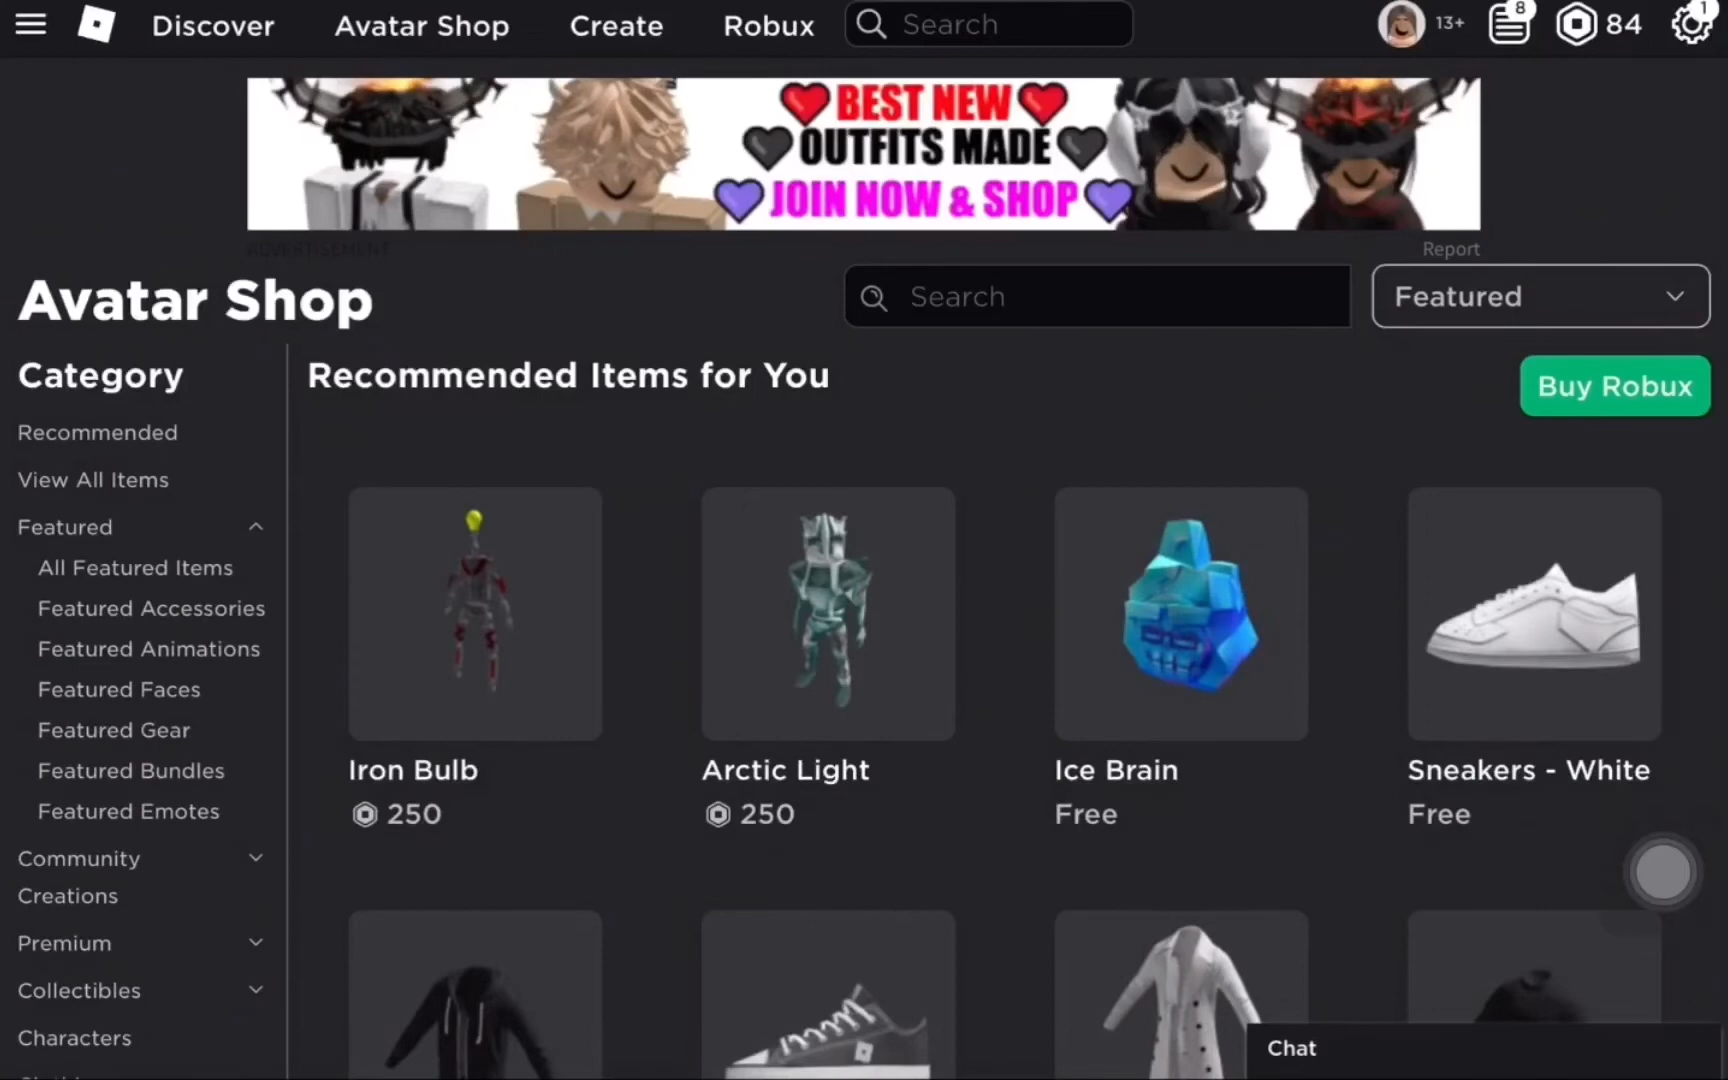 Discover
Avatar Shop
Create
Robux
Search
13+
8
84
1
BEST NEW
OUTFITS MADE
JOIN NOW & SHOP
ADVERTISEMENT
Report
Avatar Shop
Search
Featured
Category
Recommended
View All Items
Featured
All Featured Items
Featured Accessories
Featured Animations
Featured Faces
Featured Gear
Featured Bundles
Featured Emotes
Community
Creations
Premium
Collectibles
Characters
Recommended Items for You
Buy Robux
Iron Bulb
250
Arctic Light
250
Ice Brain
Free
Sneakers - White
Free
Chat